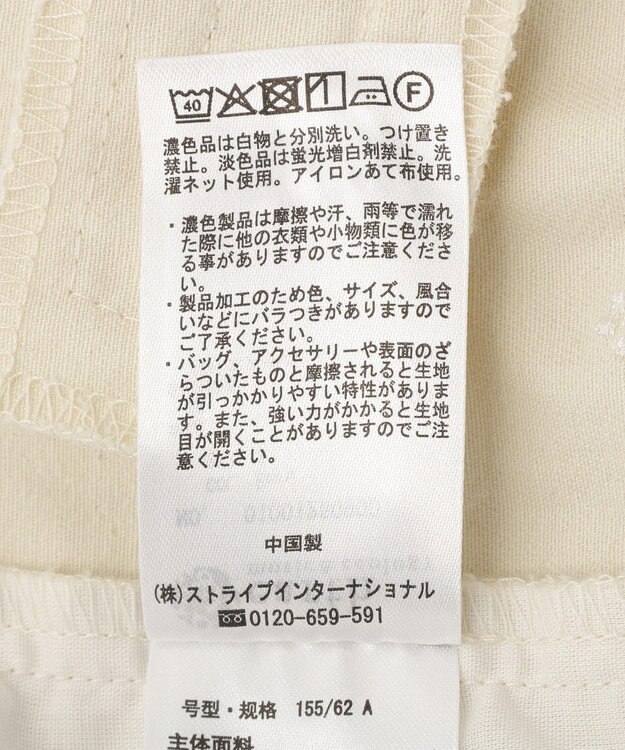 40
F
濃色品は白物と分別洗い。つけ置き
禁止。淡色品は蛍光増白剤禁止。洗
濯ネット使用。アイロンあて布使用。
・濃色製品は摩擦や汗、雨等で濡れ
た際に他の衣類や小物類に色が移
る事がありますのでご注意くださ
い。
・製品加工のため色、サイズ、風合
いなどにバラつきがありますので
ご了承ください。
・バッグ、アクセサリーや表面のざ
らついたものと摩擦されると生地
が引っかかりやすい特性がありま
す。また、強い力がかかると生地
目が開くことがありますのでご注
意ください。
中国製
(株)ストライプインターナショナル
0120-659-591
号型・规格 155/62 A
主体面料